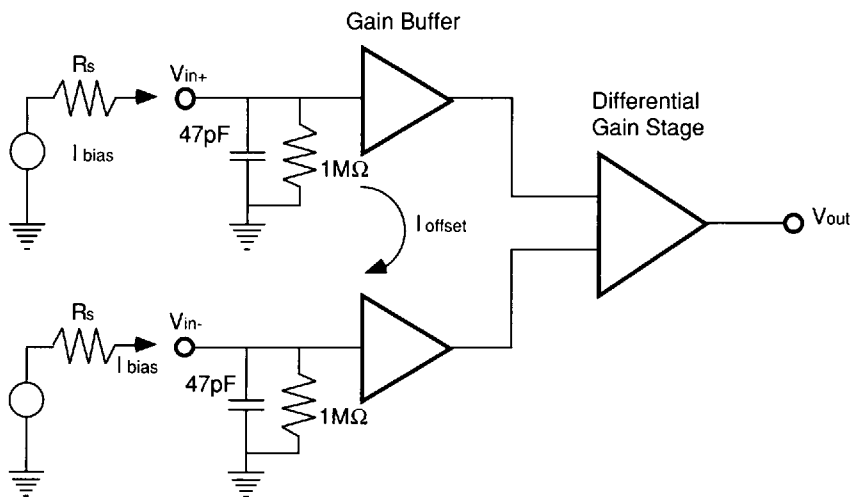 Gain Buffer
Rs
Vin+
Differential
Gain Stage
47pF
I bias
1MΩ
I offset
Vout
Rs
Vin-
I bias
47pF
1MΩ